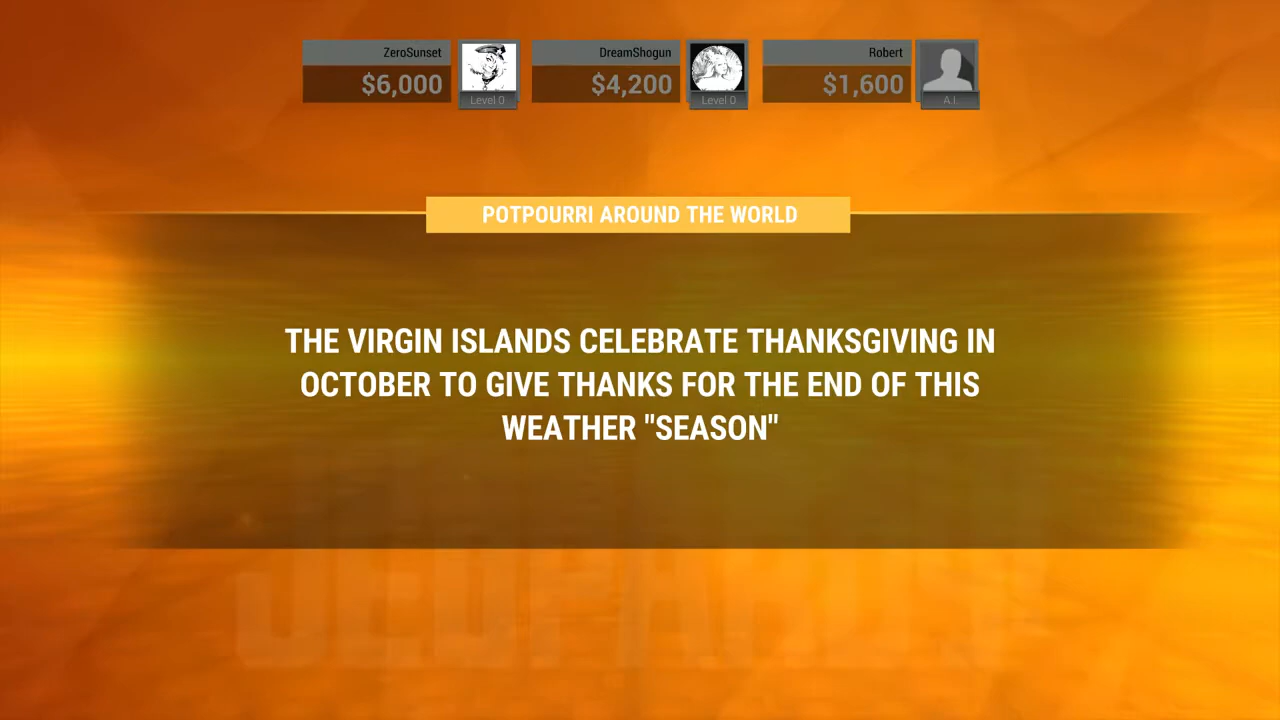 ZeroSunset
$6,000
Level 0
DreamShogun
$4,200
Level 0
Robert
$1,600
A.I.
POTPOURRI AROUND THE WORLD
THE VIRGIN ISLANDS CELEBRATE THANKSGIVING IN
OCTOBER TO GIVE THANKS FOR THE END OF THIS
WEATHER "SEASON"
JEOPARDY!